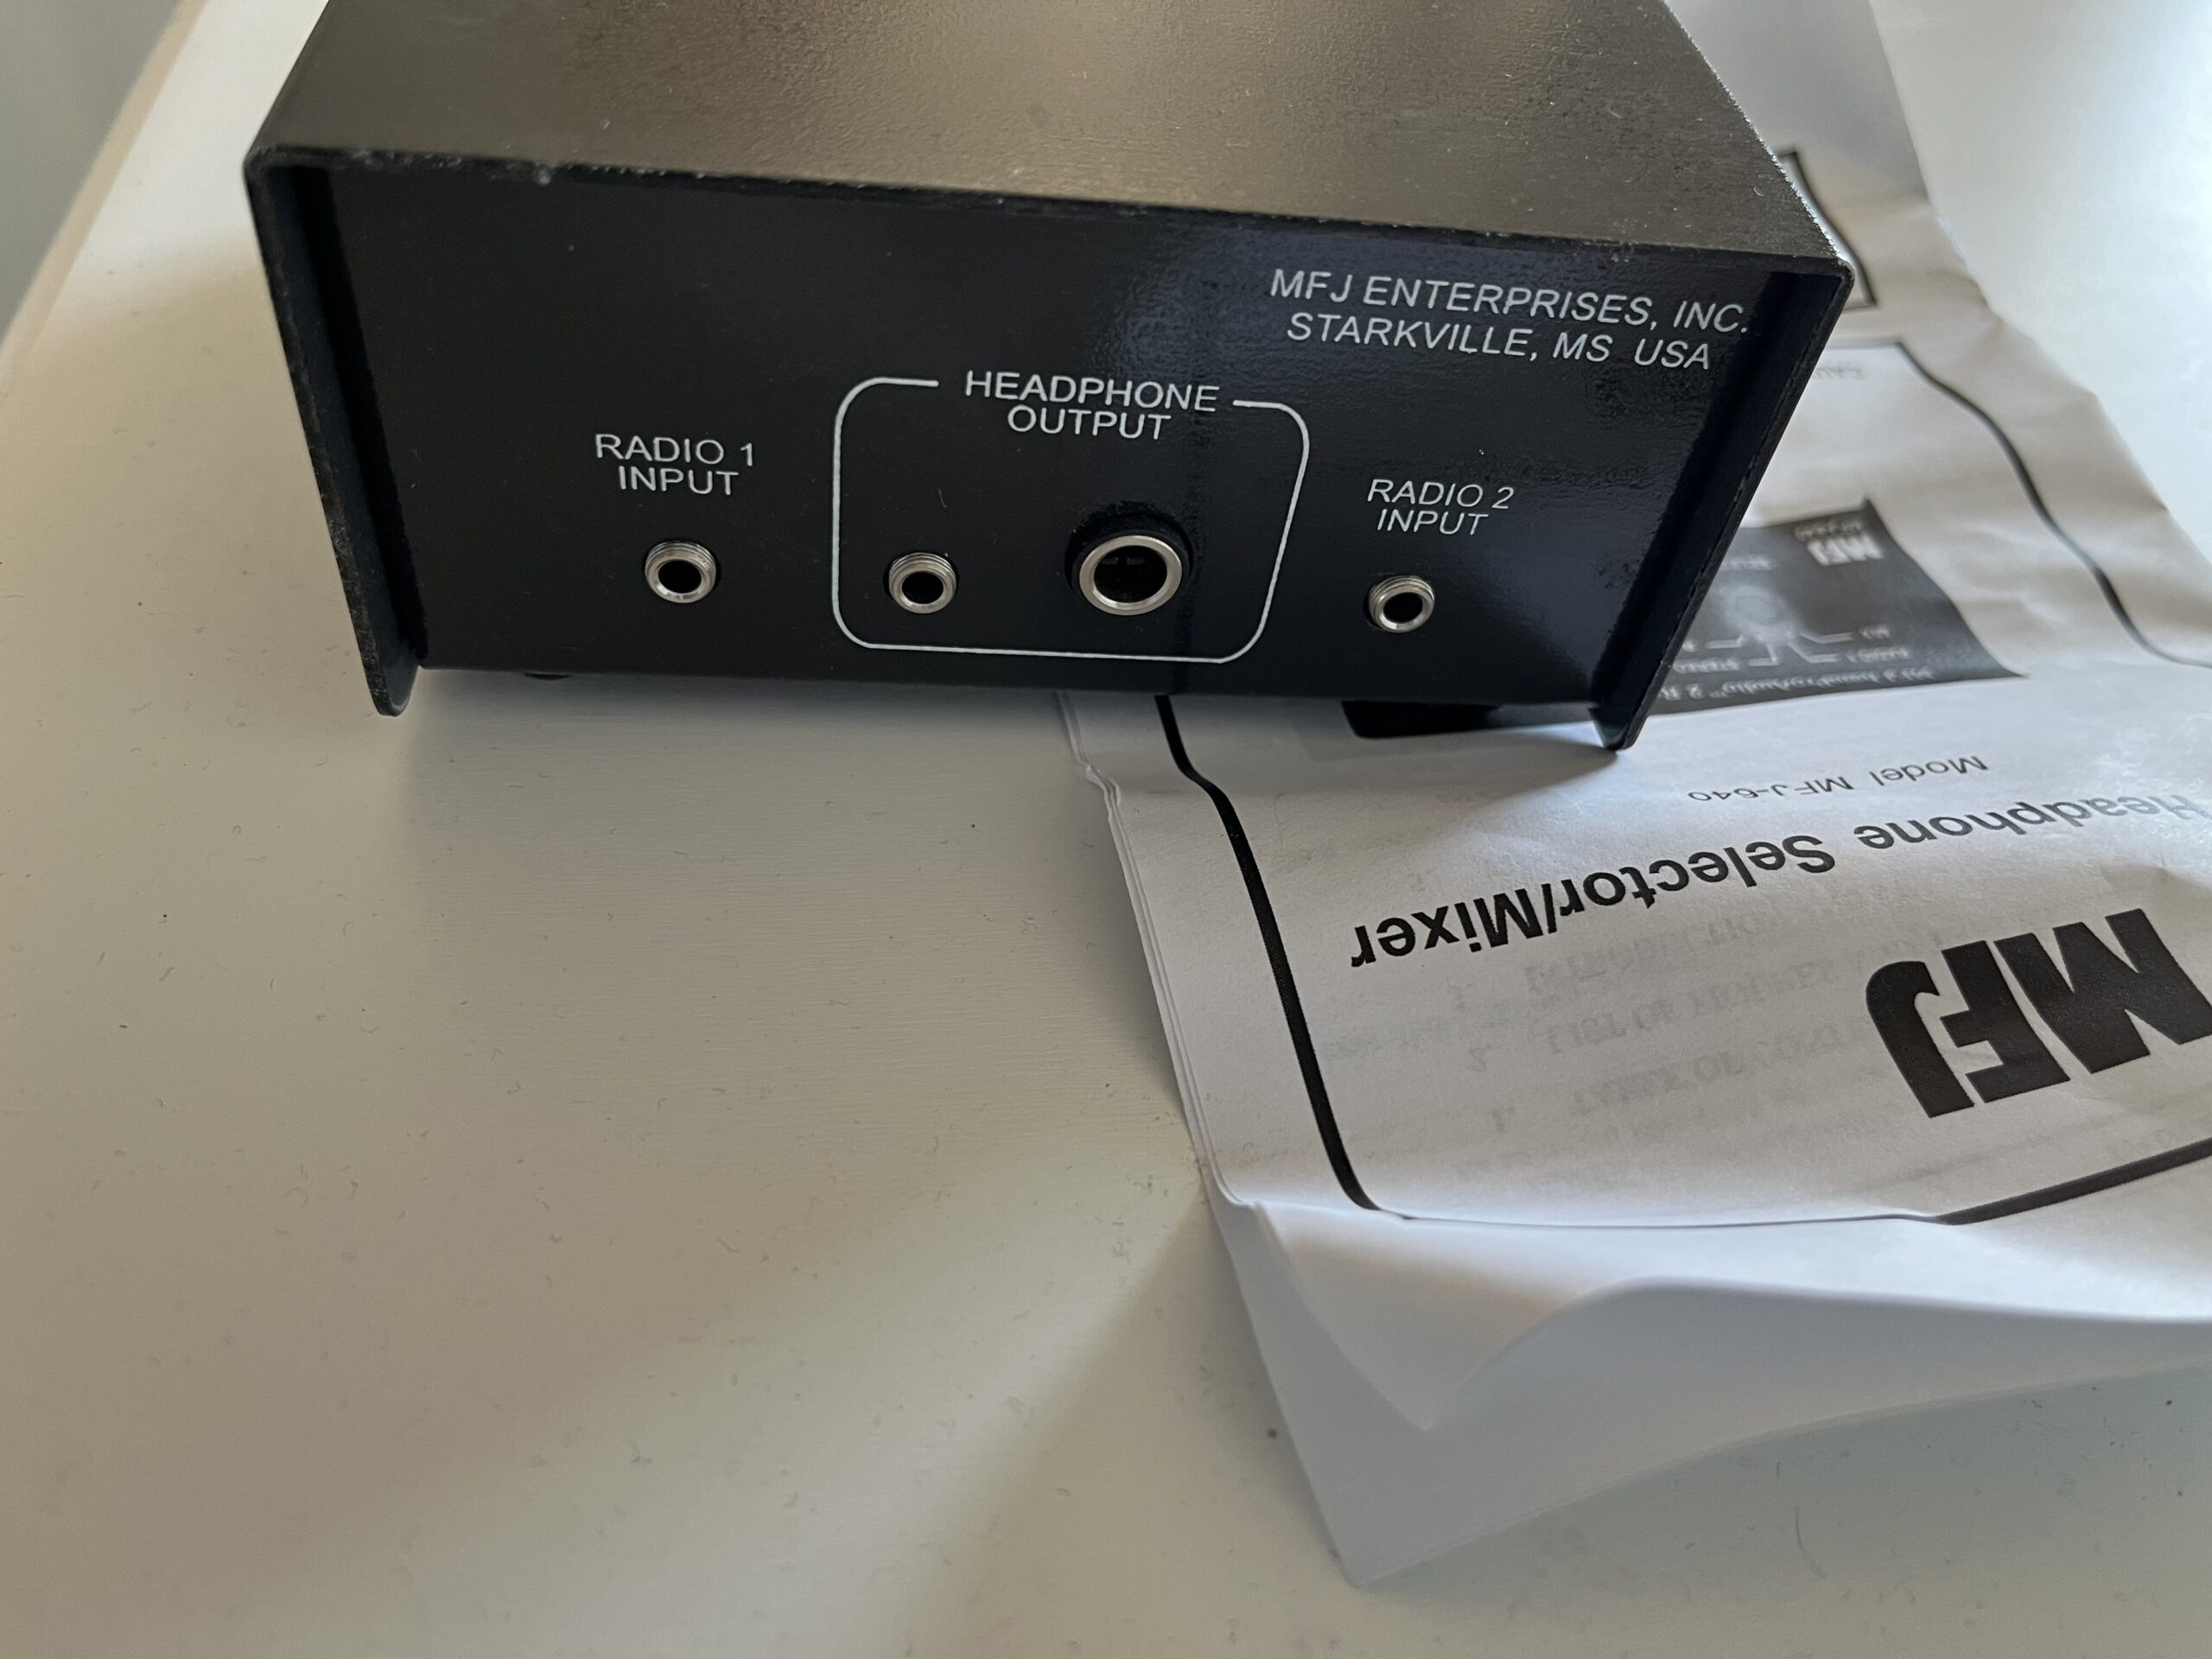 MFJ ENTERPRISES, INC.
STARKVILLE, MS USA
HEADPHONE
OUTPUT
RADIO 1
INPUT
RADIO 2
INPUT
MFJ
Headphone Selector/Mixer
Model MFJ-640
MFJ